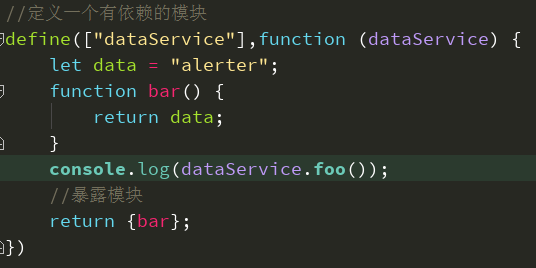 //定义一个有依赖的模块
define(["dataService"],function (dataService) {
    let data = "alerter";
    function bar() {
        return data;
    }
    console.log(dataService.foo());
    //暴露模块
    return {bar};
})